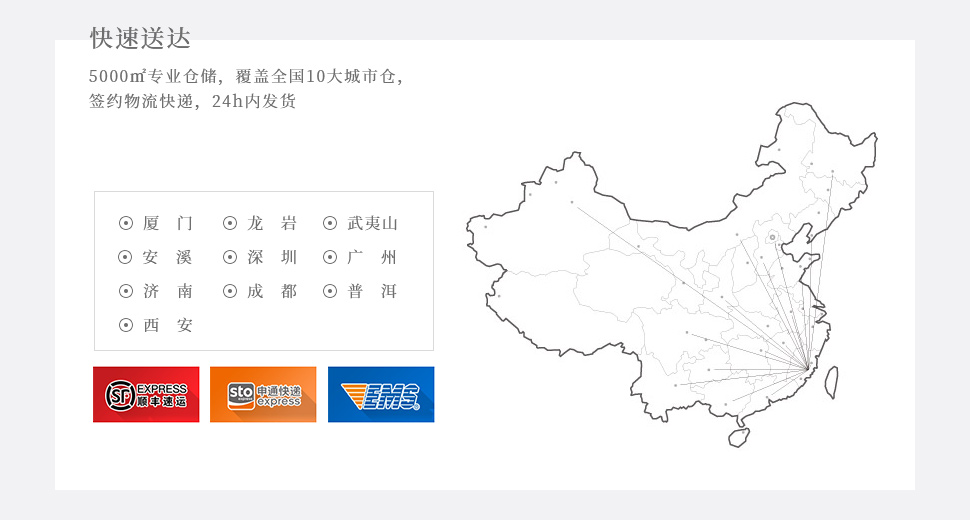 快速送达
5000㎡专业仓储，覆盖全国10大城市仓，
签约物流快递，24h内发货
厦 门 龙 岩 武夷山
安 溪 深 圳 广 州
济 南 成 都 普 洱
西 安
SF EXPRESS 顺丰速运
sto express 申通快递 express
EMS